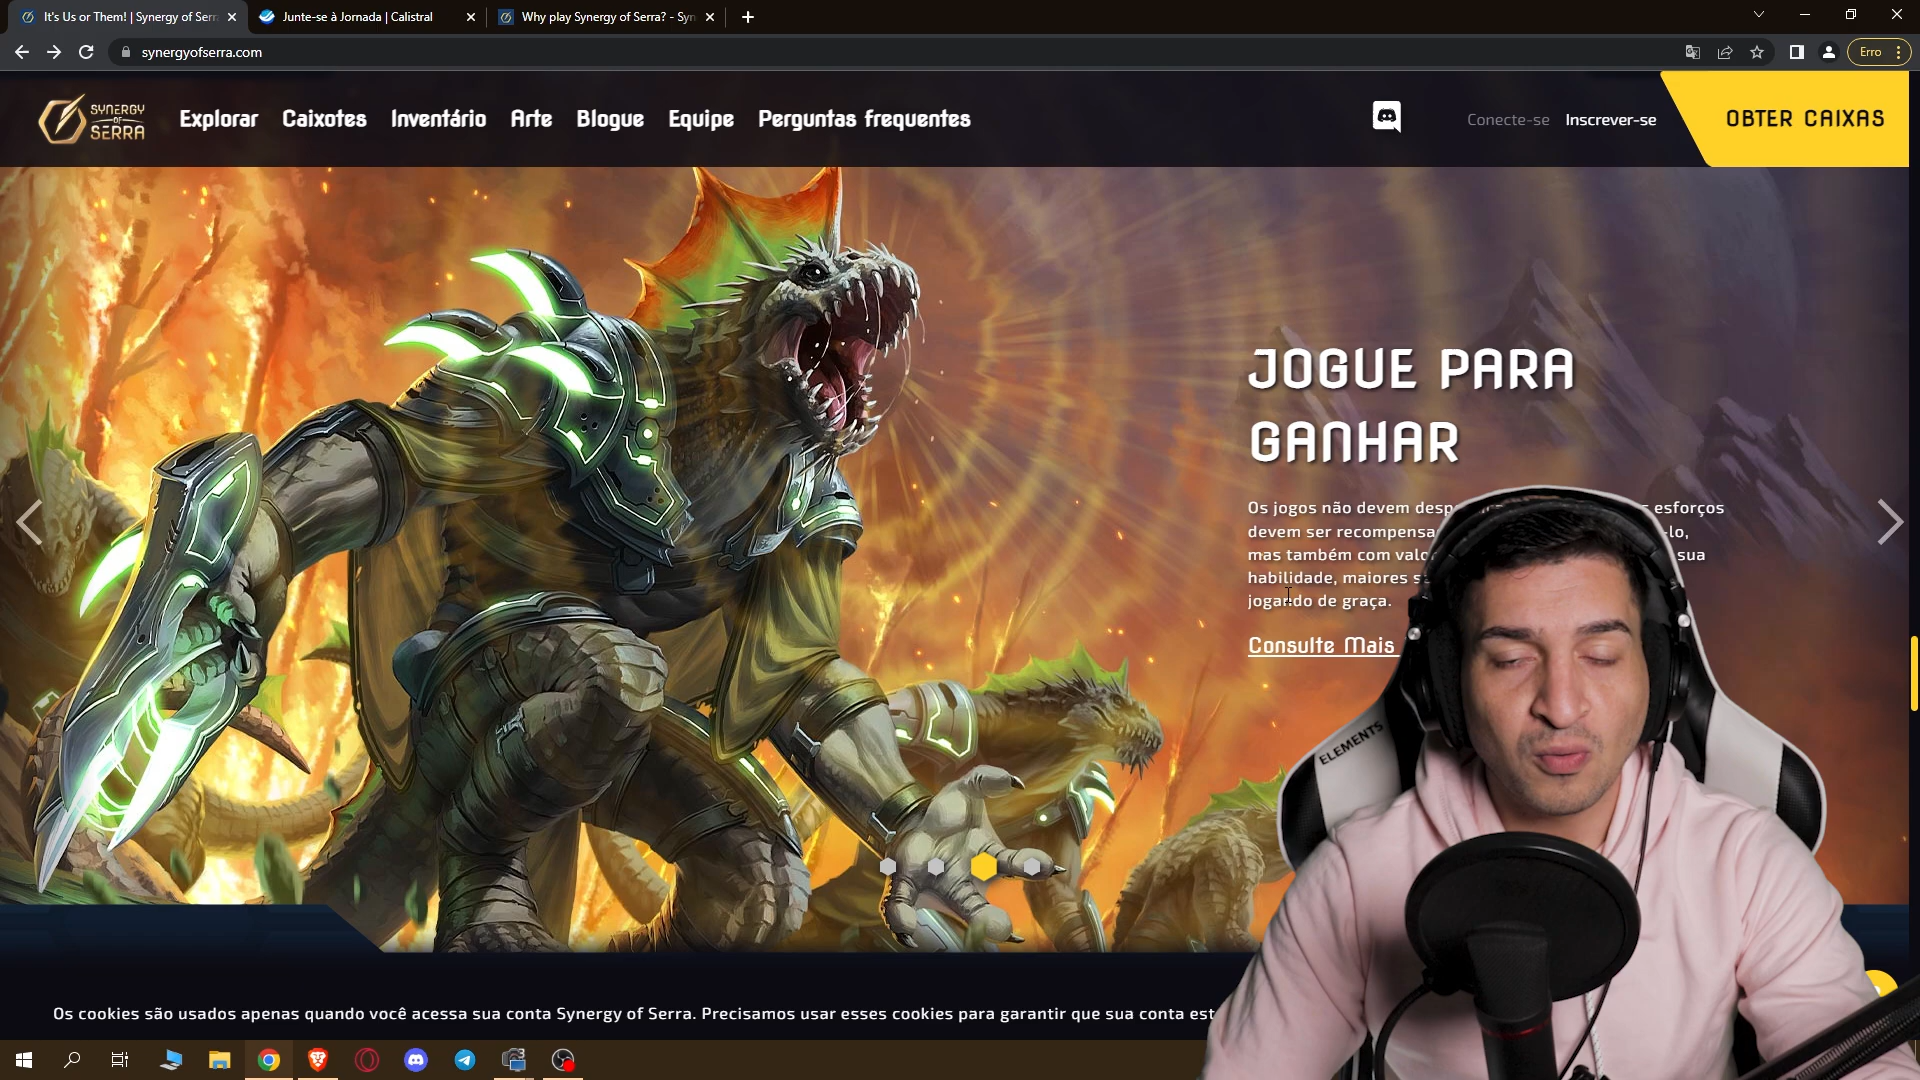 It's Us or Them! | Synergy of Serr
Junte-se à Jornada | Calistral
Why play Synergy of Serra? - Syn
synergyofserra.com
Erro
SYNERGY OF SERRA
Explorar
Caixotes
Inventário
Arte
Blogue
Equipe
Perguntas frequentes
Conecte-se
Inscrever-se
OBTER CAIXAS
JOGUE PARA
GANHAR
Os jogos não devem desp esforços
devem ser recompensa -lo,
mas também com valo sua
habilidade, maiores s
jogando de graça.
Consulte Mais
ELEMENTS
Os cookies são usados apenas quando você acessa sua conta Synergy of Serra. Precisamos usar esses cookies para garantir que sua conta est